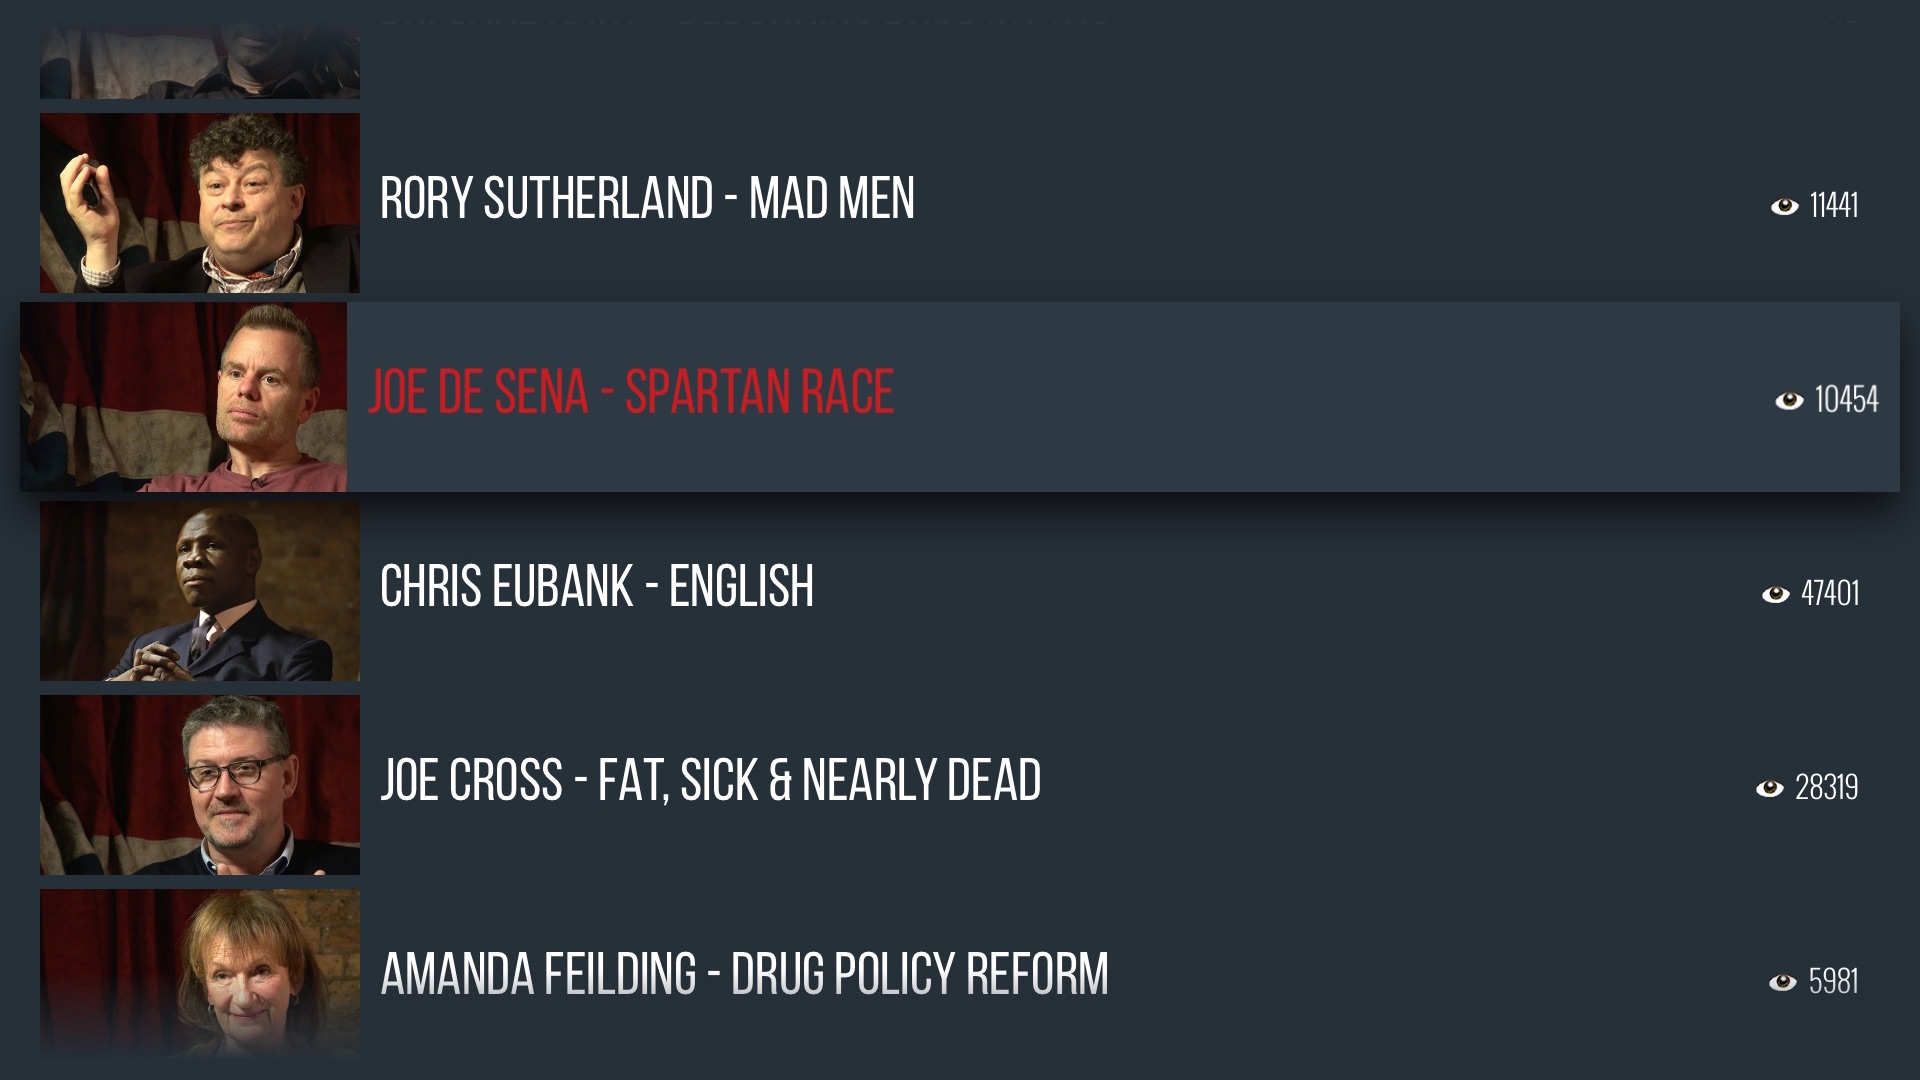 RORY SUTHERLAND - MAD MEN
11441
JOE DE SENA - SPARTAN RACE
10454
CHRIS EUBANK - ENGLISH
47401
JOE CROSS - FAT, SICK & NEARLY DEAD
28319
AMANDA FEILDING - DRUG POLICY REFORM
5981